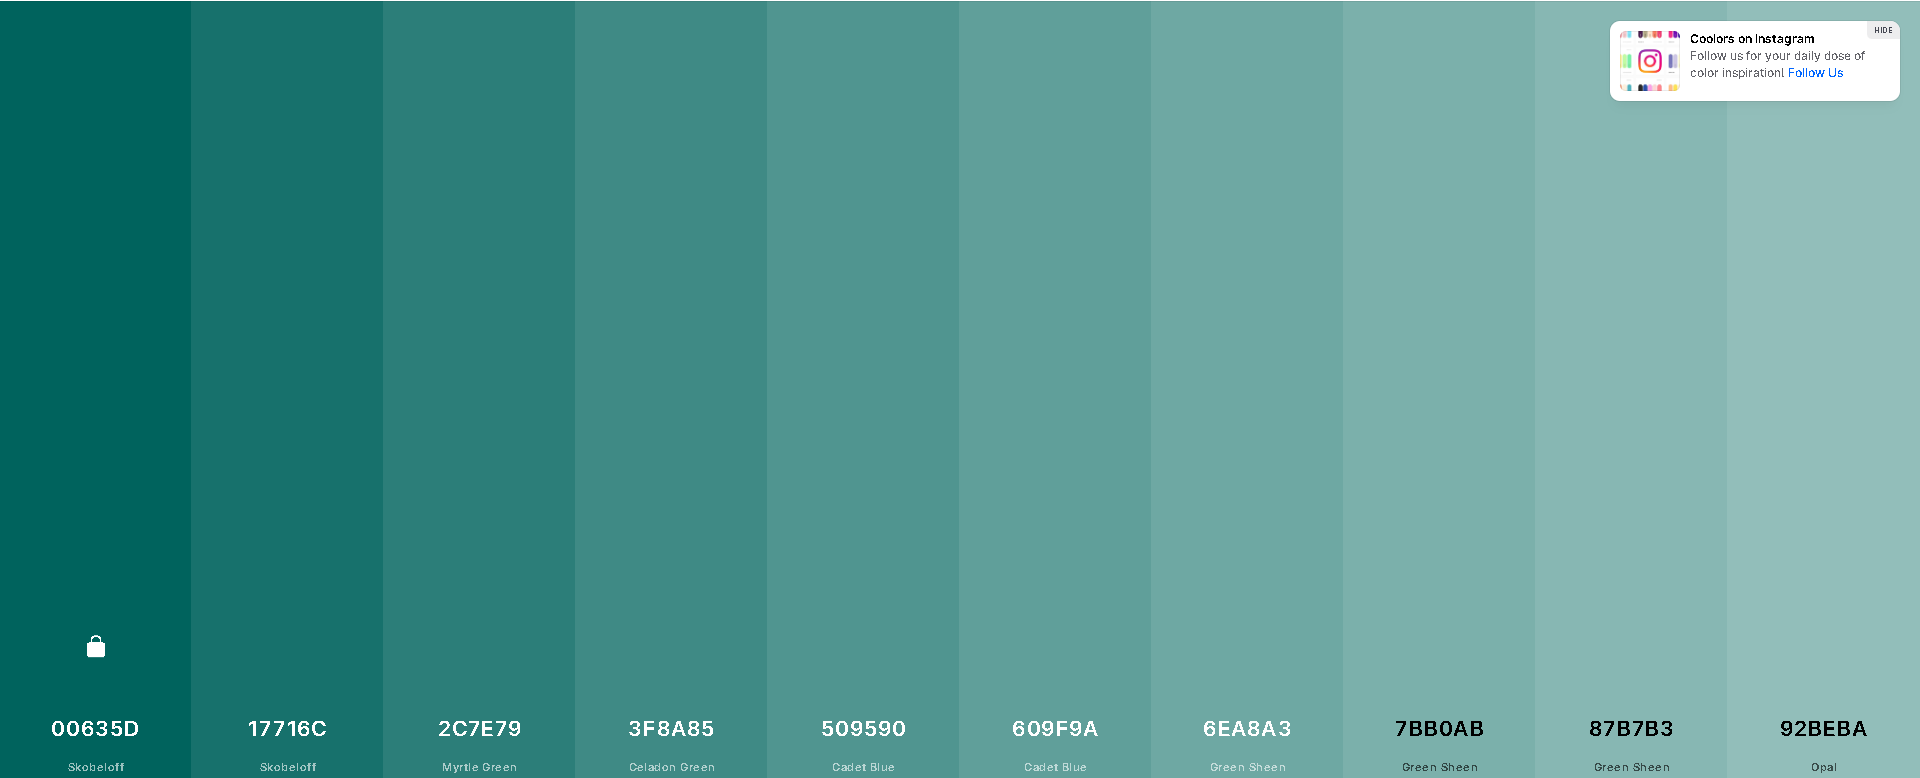 HIDE
Coolors on Instagram
Follow us for your daily dose of
color inspiration! Follow Us
00635D
17716C
2C7E79
3F8A85
509590
609F9A
6EA8A3
7BB0AB
87B7B3
92BEBA
Skobeloff
Skobeloff
Myrtle Green
Celadon Green
Cadet Blue
Cadet Blue
Green Sheen
Green Sheen
Green Sheen
Opal